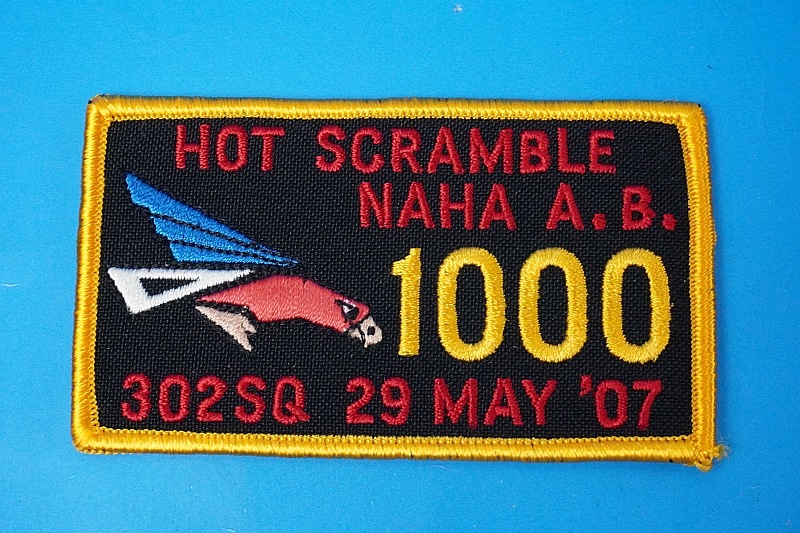 HOT SCRAMBLE
NAHA A.B.
1000
302SQ 29 MAY '07